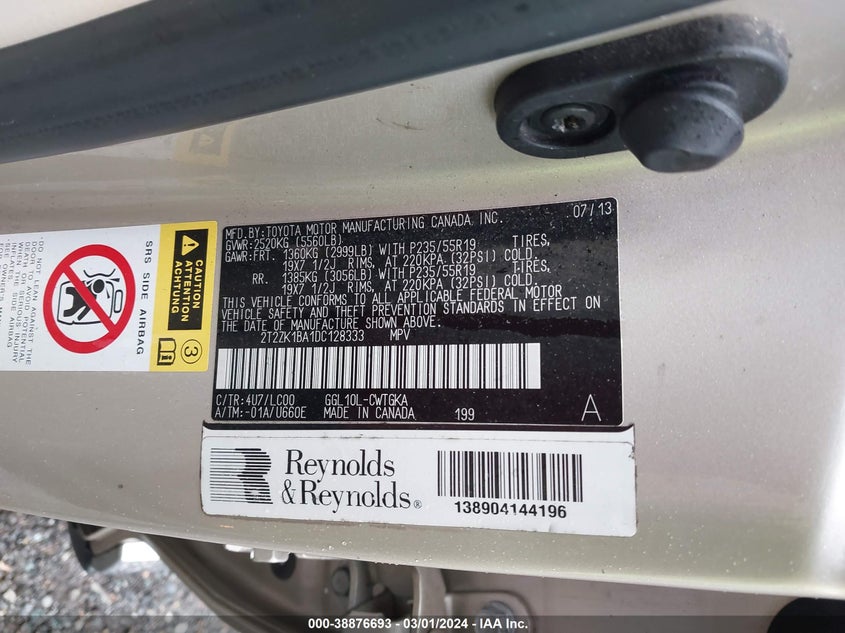 MFD. BY: TOYOTA MOTOR MANUFACTURING CANADA, INC. 07/13
GVWR: 2520KG (5560LB)
GAWR: FRT. 1360KG (2999LB) WITH P235/55R19 TIRES,
19X7 1/2J RIMS, AT 220KPA (32PSI) COLD.
RR. 1385KG (3056LB) WITH P235/55R19 TIRES,
19X7 1/2J RIMS, AT 220KPA (32PSI) COLD.
THIS VEHICLE CONFORMS TO ALL APPLICABLE FEDERAL MOTOR
VEHICLE SAFETY AND THEFT PREVENTION STANDARDS IN EFFECT ON
THE DATE OF MANUFACTURE SHOWN ABOVE.
2T2ZK1BA1DC128333 MPV
C/TR: 4U7/LC00 GGL10L-CWTGKA
A/TM: -01A/U660E MADE IN CANADA 199 A
SRS SIDE AIRBAG
CAUTION
ATTENTION
ACHTUNG
3
DO NOT LEAN AGAINST THE
Reynolds
& Reynolds®
138904144196
000-38876693 - 03/01/2024 - IAA Inc.